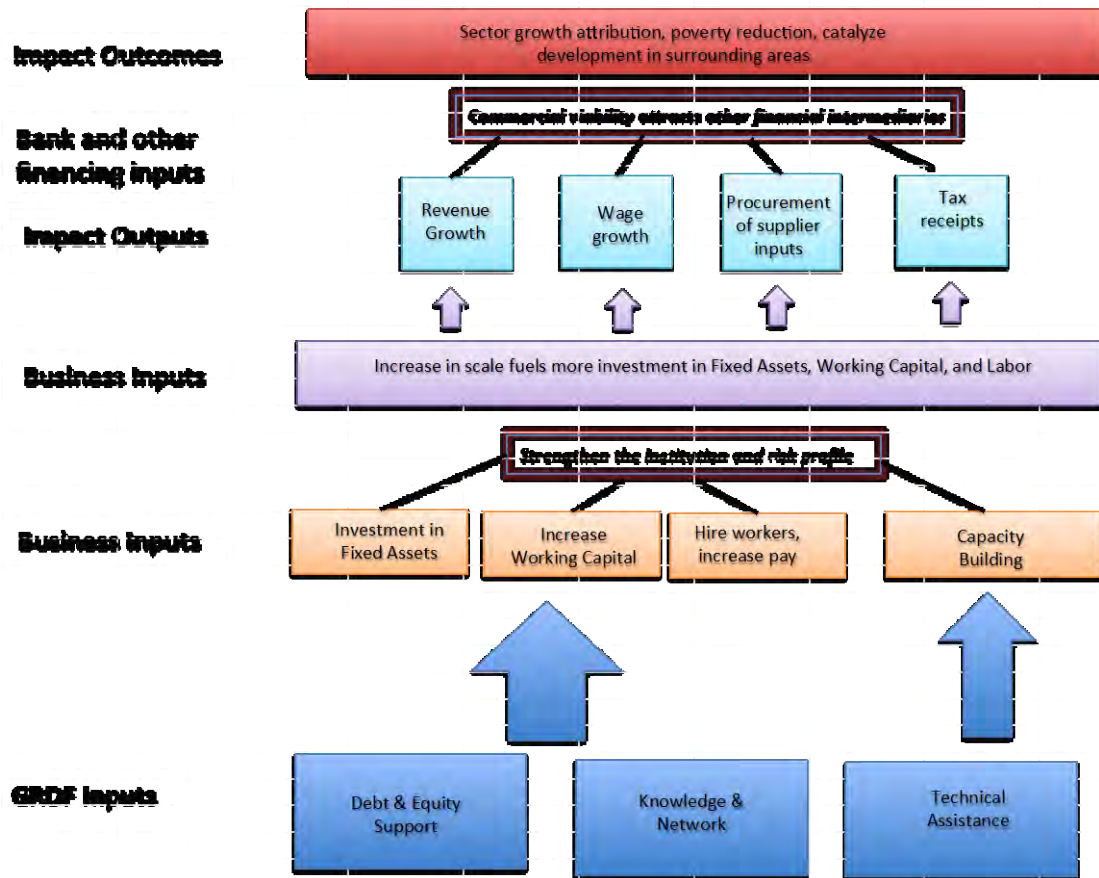 Impact Outcomes
Sector growth attribution, poverty reduction, catalyze
development in surrounding areas
Commercial viability attracts other financial intermediaries
Bank and other
financing inputs
Impact Outputs
Revenue
Growth
Wage
growth
Procurement
of supplier
inputs
Tax
receipts
Business Inputs
Increase in scale fuels more investment in Fixed Assets, Working Capital, and Labor
Strengthen the institution and risk profile
Business Inputs
Investment in
Fixed Assets
Increase
Working Capital
Hire workers,
increase pay
Capacity
Building
GRDF Inputs
Debt & Equity
Support
Knowledge &
Network
Technical
Assistance